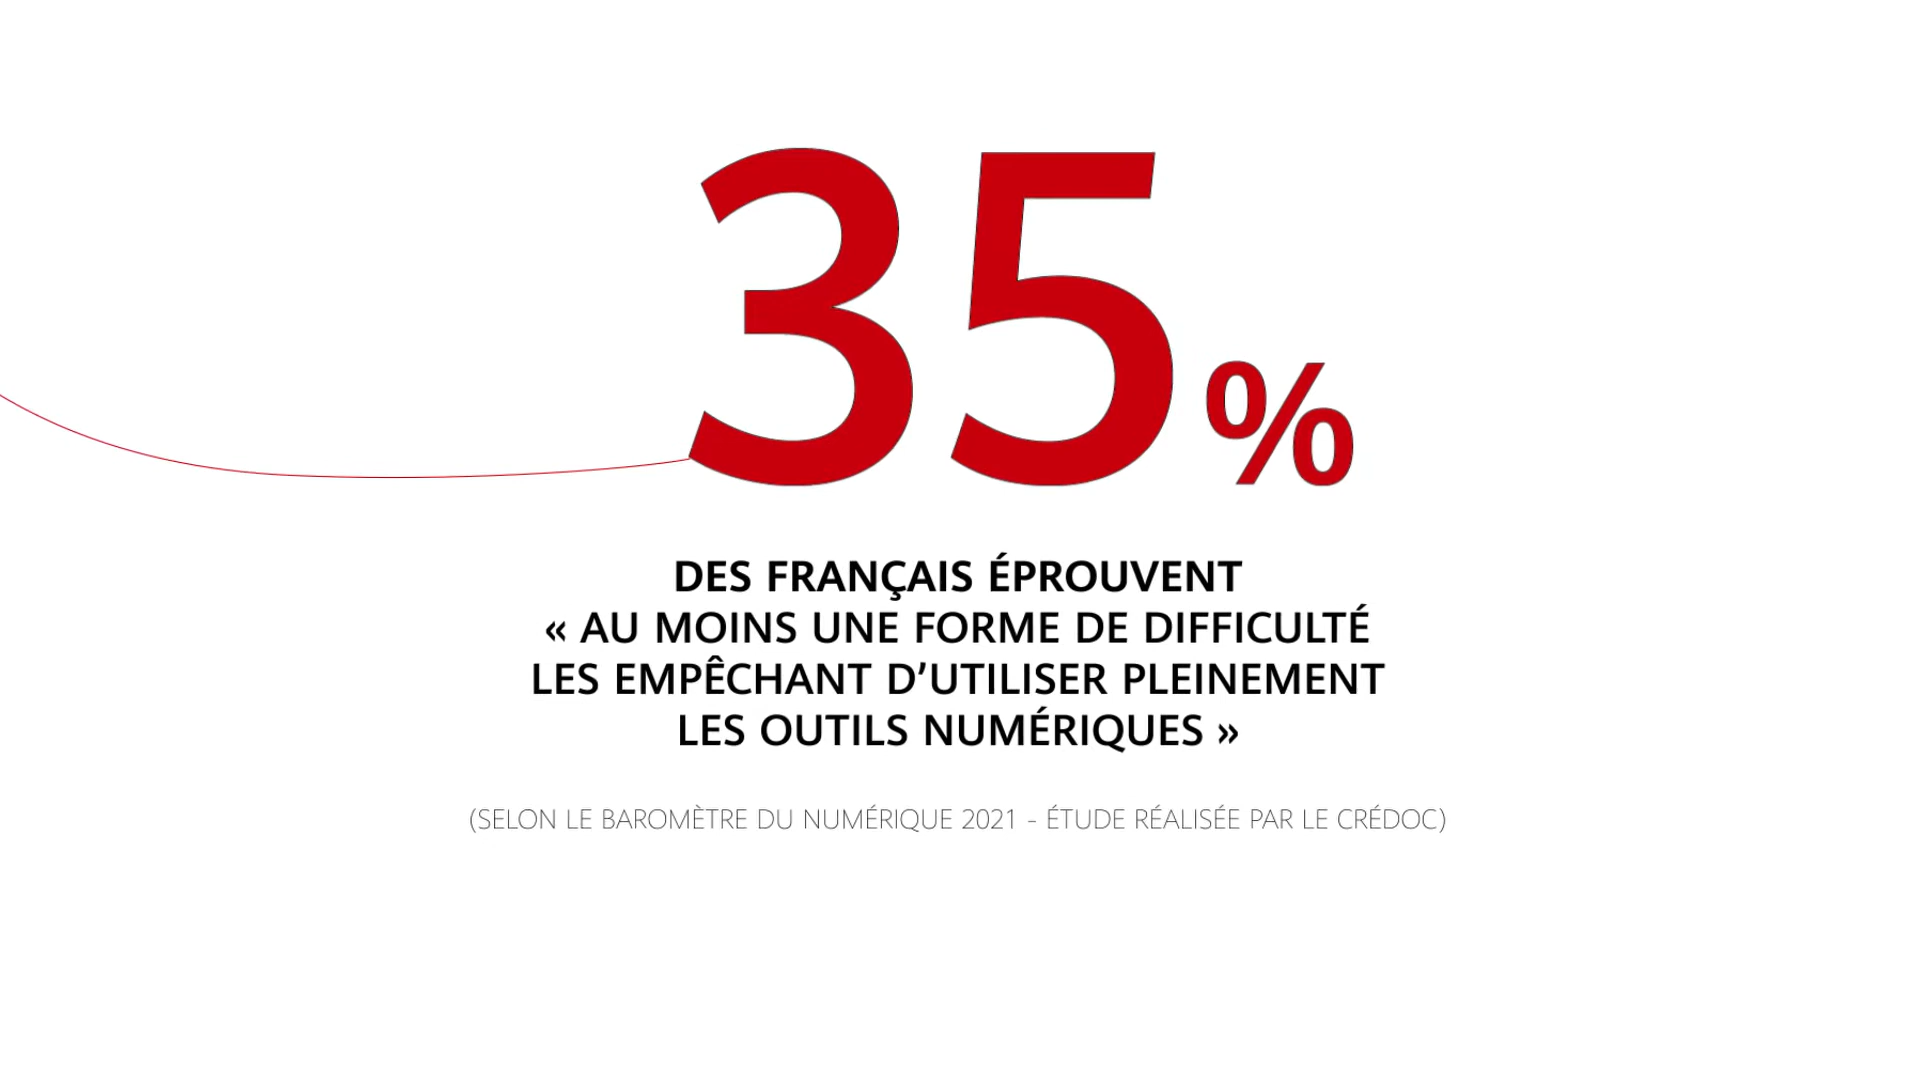 35%
DES FRANÇAIS ÉPROUVENT
« AU MOINS UNE FORME DE DIFFICULTÉ
LES EMPÊCHANT D’UTILISER PLEINEMENT
LES OUTILS NUMÉRIQUES »
(SELON LE BAROMÈTRE DU NUMÉRIQUE 2021 - ÉTUDE RÉALISÉE PAR LE CRÉDOC)